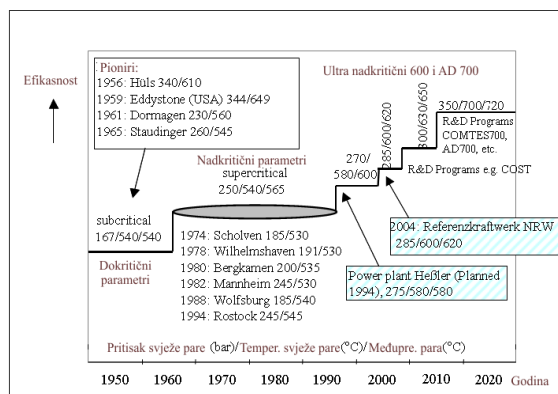 Efikasnost
Pioniri:
1956: Hüls 340/610
1959: Eddystone (USA) 344/649
1961: Dormagen 230/560
1965: Staudinger 260/545
Ultra nadkritični 600 i AD 700
350/700/720
R&D Programs
COMTES700,
AD700, etc.
300/630/650
285/600/620
R&D Programs e.g. COST
270/
580/600
Nadkritični parametri
supercritical
250/540/565
subcritical
167/540/540
Dokritični
parametri
1974: Scholven 185/530
1978: Wilhelmshaven 191/530
1980: Bergkamen 200/535
1982: Mannheim 245/530
1988: Wolfsburg 185/540
1994: Rostock 245/545
2004: Referenzkraftwerk NRW
285/600/620
Power plant Heßler (Planned
1994), 275/580/580
Pritisak svježe pare (bar)/Temper. svježe pare(°C)/Međupre. para(°C)
1950 1960 1970 1980 1990 2000 2010 2020
Godina